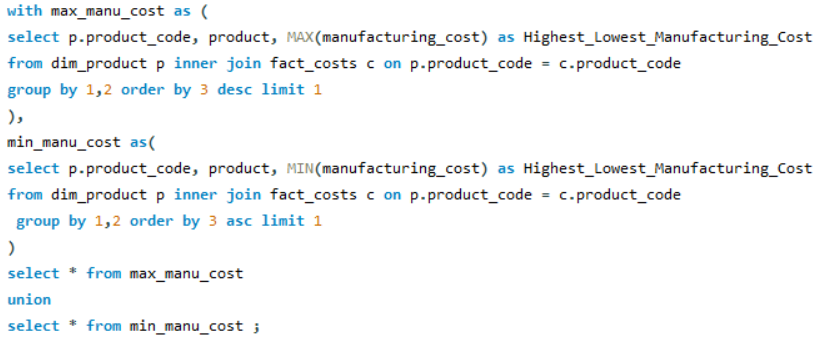 with max_manu_cost as (
select p.product_code, product, MAX(manufacturing_cost) as Highest_Lowest_Manufacturing_Cost
from dim_product p inner join fact_costs c on p.product_code = c.product_code
group by 1,2 order by 3 desc limit 1
),
min_manu_cost as(
select p.product_code, product, MIN(manufacturing_cost) as Highest_Lowest_Manufacturing_Cost
from dim_product p inner join fact_costs c on p.product_code = c.product_code
 group by 1,2 order by 3 asc limit 1
)
select * from max_manu_cost
union
select * from min_manu_cost ;